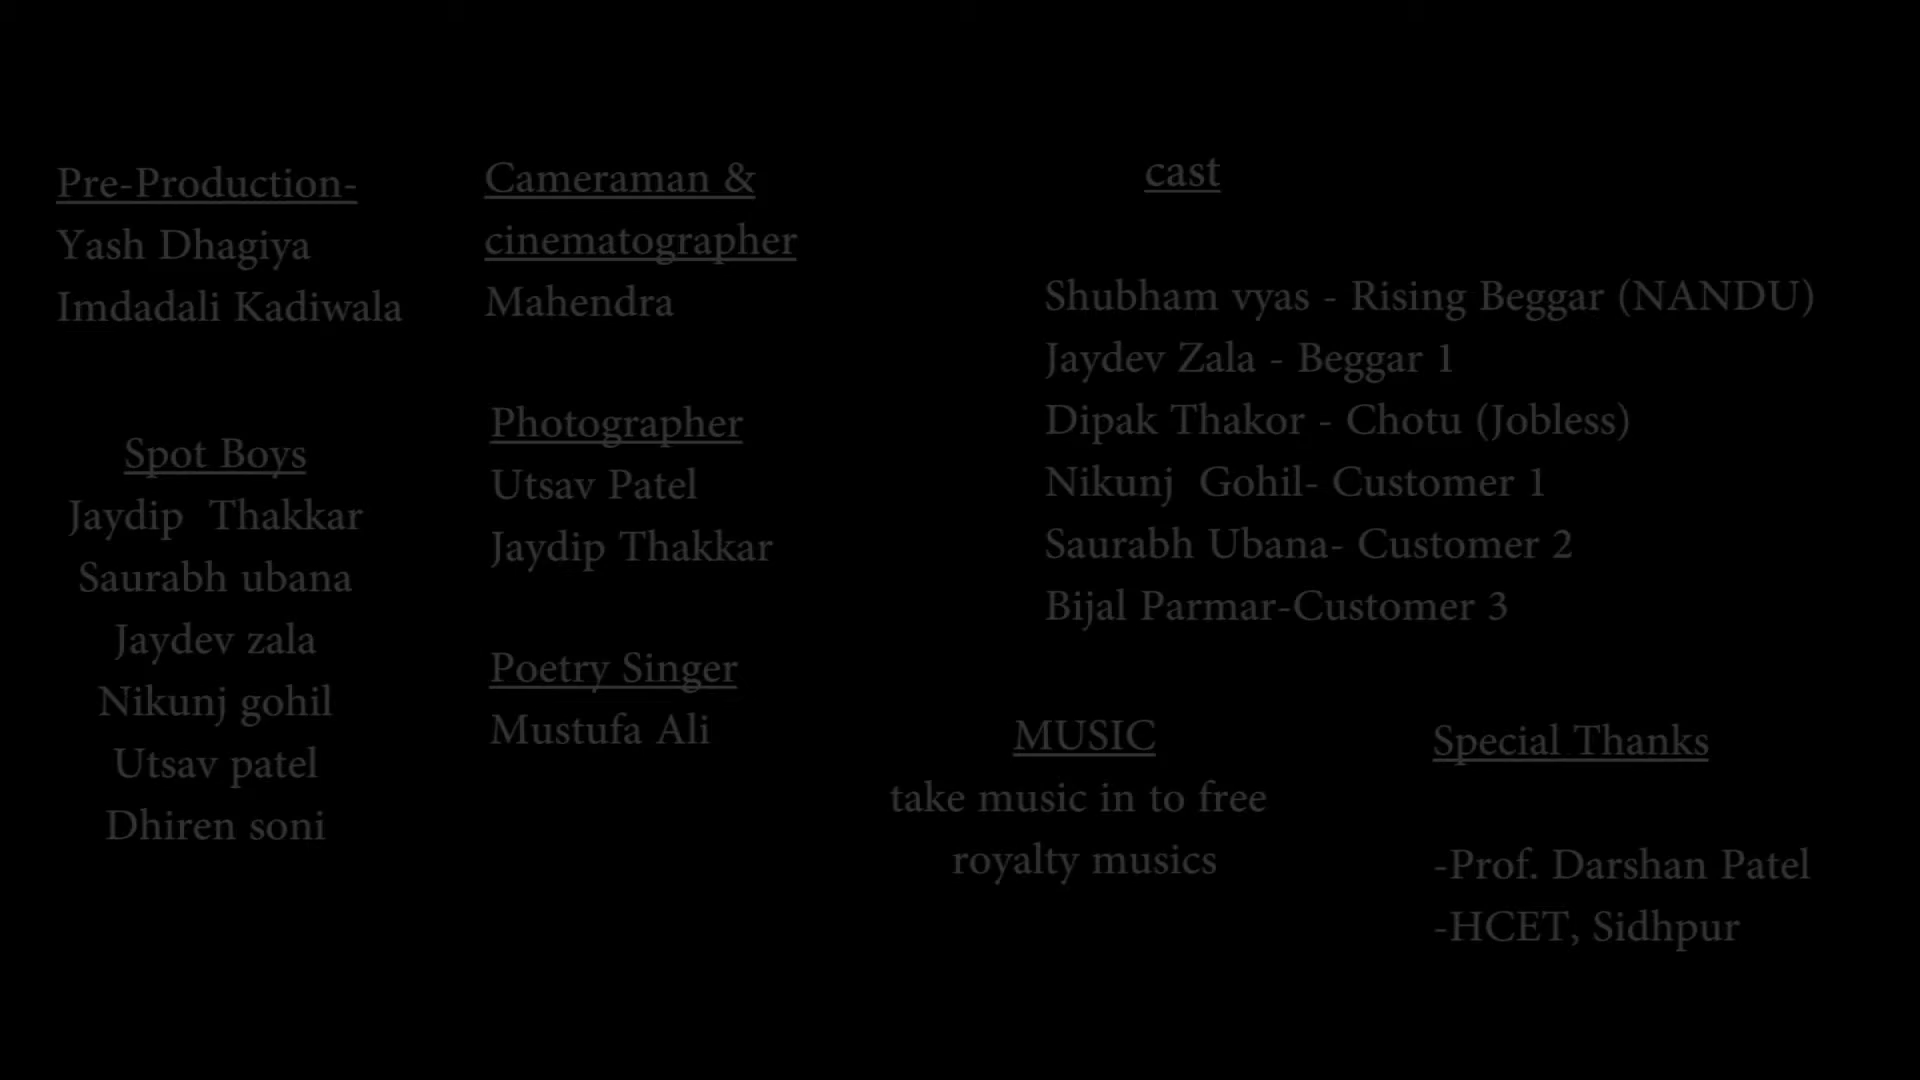 Pre-Production-
Yash Dhagiya
Imdadali Kadiwala
Spot Boys
Jaydip  Thakkar
Saurabh ubana
Jaydev zala
Nikunj gohil
Utsav patel
Dhiren soni
Cameraman &
cinematographer
Mahendra
Photographer
Utsav Patel
Jaydip Thakkar
Poetry Singer
Mustufa Ali
cast
Shubham vyas - Rising Beggar (NANDU)
Jaydev Zala - Beggar 1
Dipak Thakor - Chotu (Jobless)
Nikunj  Gohil- Customer 1
Saurabh Ubana- Customer 2
Bijal Parmar-Customer 3
MUSIC
take music in to free
royalty musics
Special Thanks
-Prof. Darshan Patel
-HCET, Sidhpur